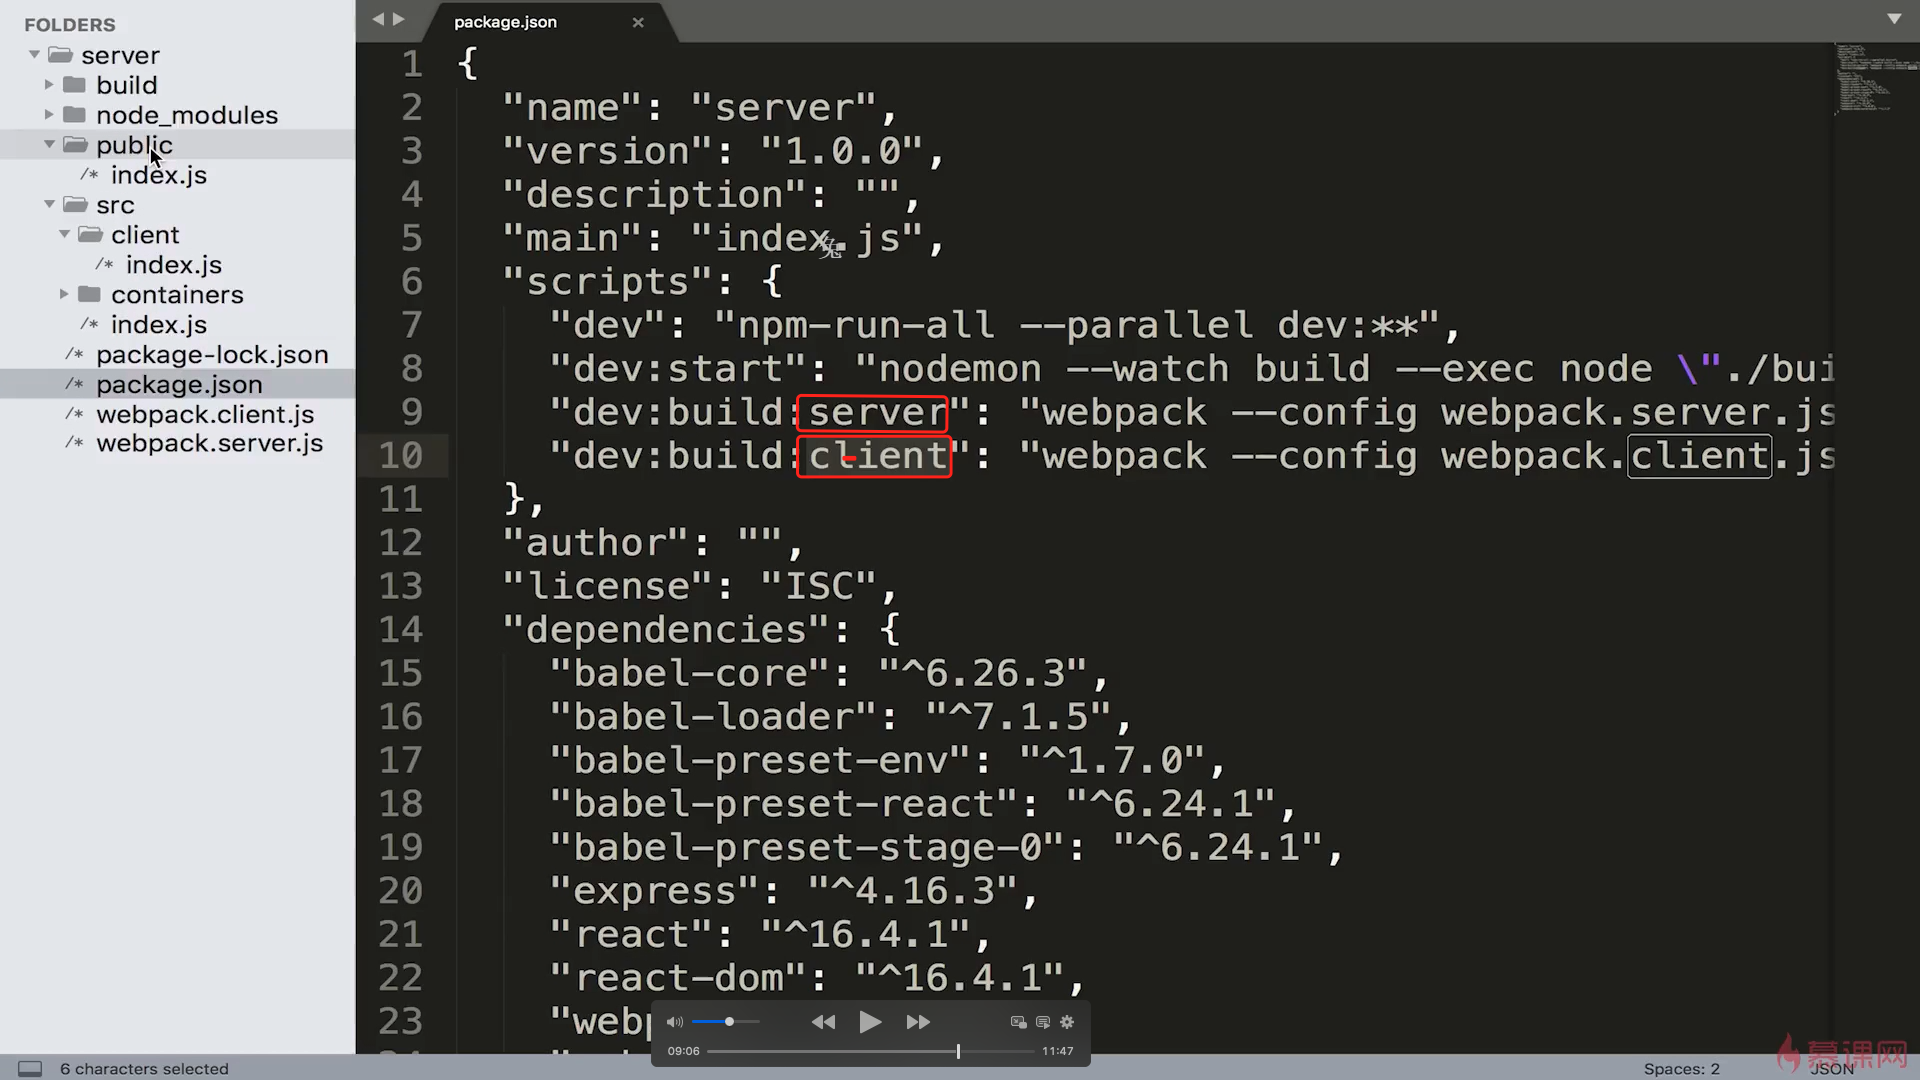 FOLDERS
server
build
node_modules
public
index.js
src
client
index.js
containers
index.js
package-lock.json
package.json
webpack.client.js
webpack.server.js
package.json
1 {
2 "name": "server",
3 "version": "1.0.0",
4 "description": "",
5 "main": "index.js",
6 "scripts": {
7 "dev": "npm-run-all --parallel dev:**",
8 "dev:start": "nodemon --watch build --exec node \"./bui
9 "dev:build:server": "webpack --config webpack.server.js
10 "dev:build:client": "webpack --config webpack.client.js
11 },
12 "author": "",
13 "license": "ISC",
14 "dependencies": {
15 "babel-core": "^6.26.3",
16 "babel-loader": "^7.1.5",
17 "babel-preset-env": "^1.7.0",
18 "babel-preset-react": "^6.24.1",
19 "babel-preset-stage-0": "^6.24.1",
20 "express": "^4.16.3",
21 "react": "^16.4.1",
22 "react-dom": "^16.4.1",
23 "webp
09:06
11:47
6 characters selected
Spaces: 2
JSON
慕课网